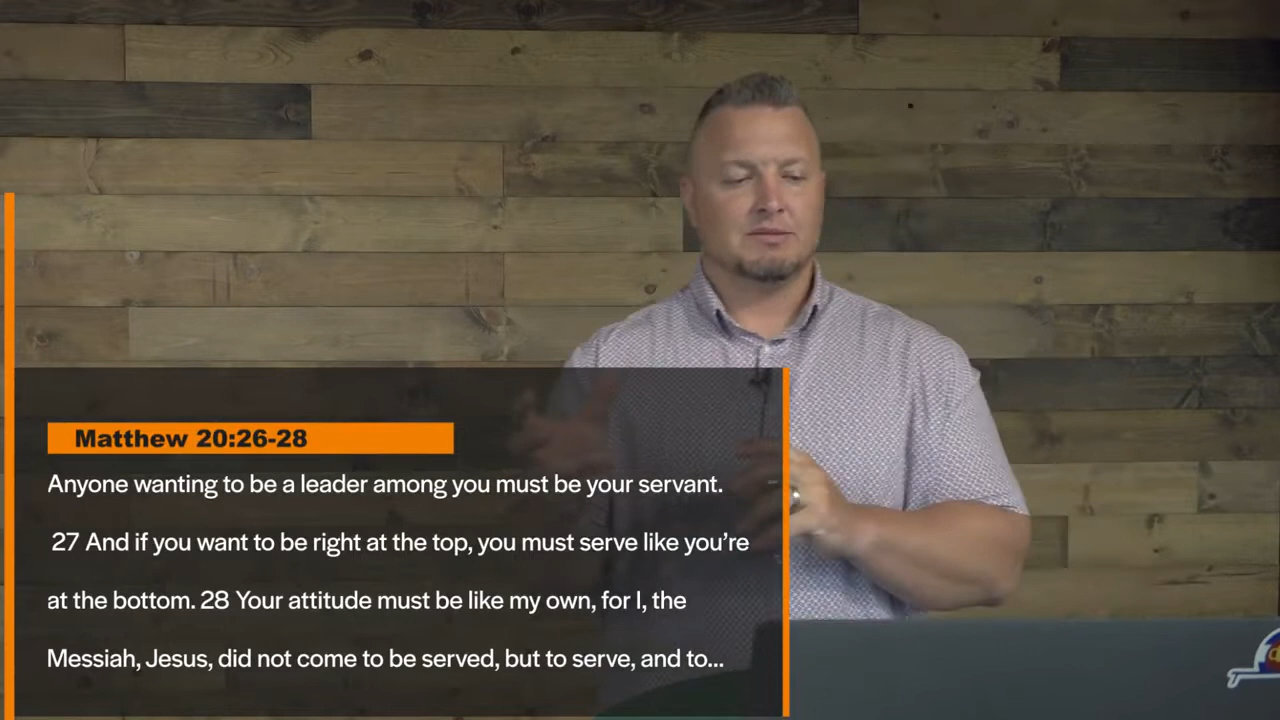 Matthew 20:26-28
Anyone wanting to be a leader among you must be your servant.
27 And if you want to be right at the top, you must serve like you're
at the bottom. 28 Your attitude must be like my own, for I, the
Messiah, Jesus, did not come to be served, but to serve, and to...